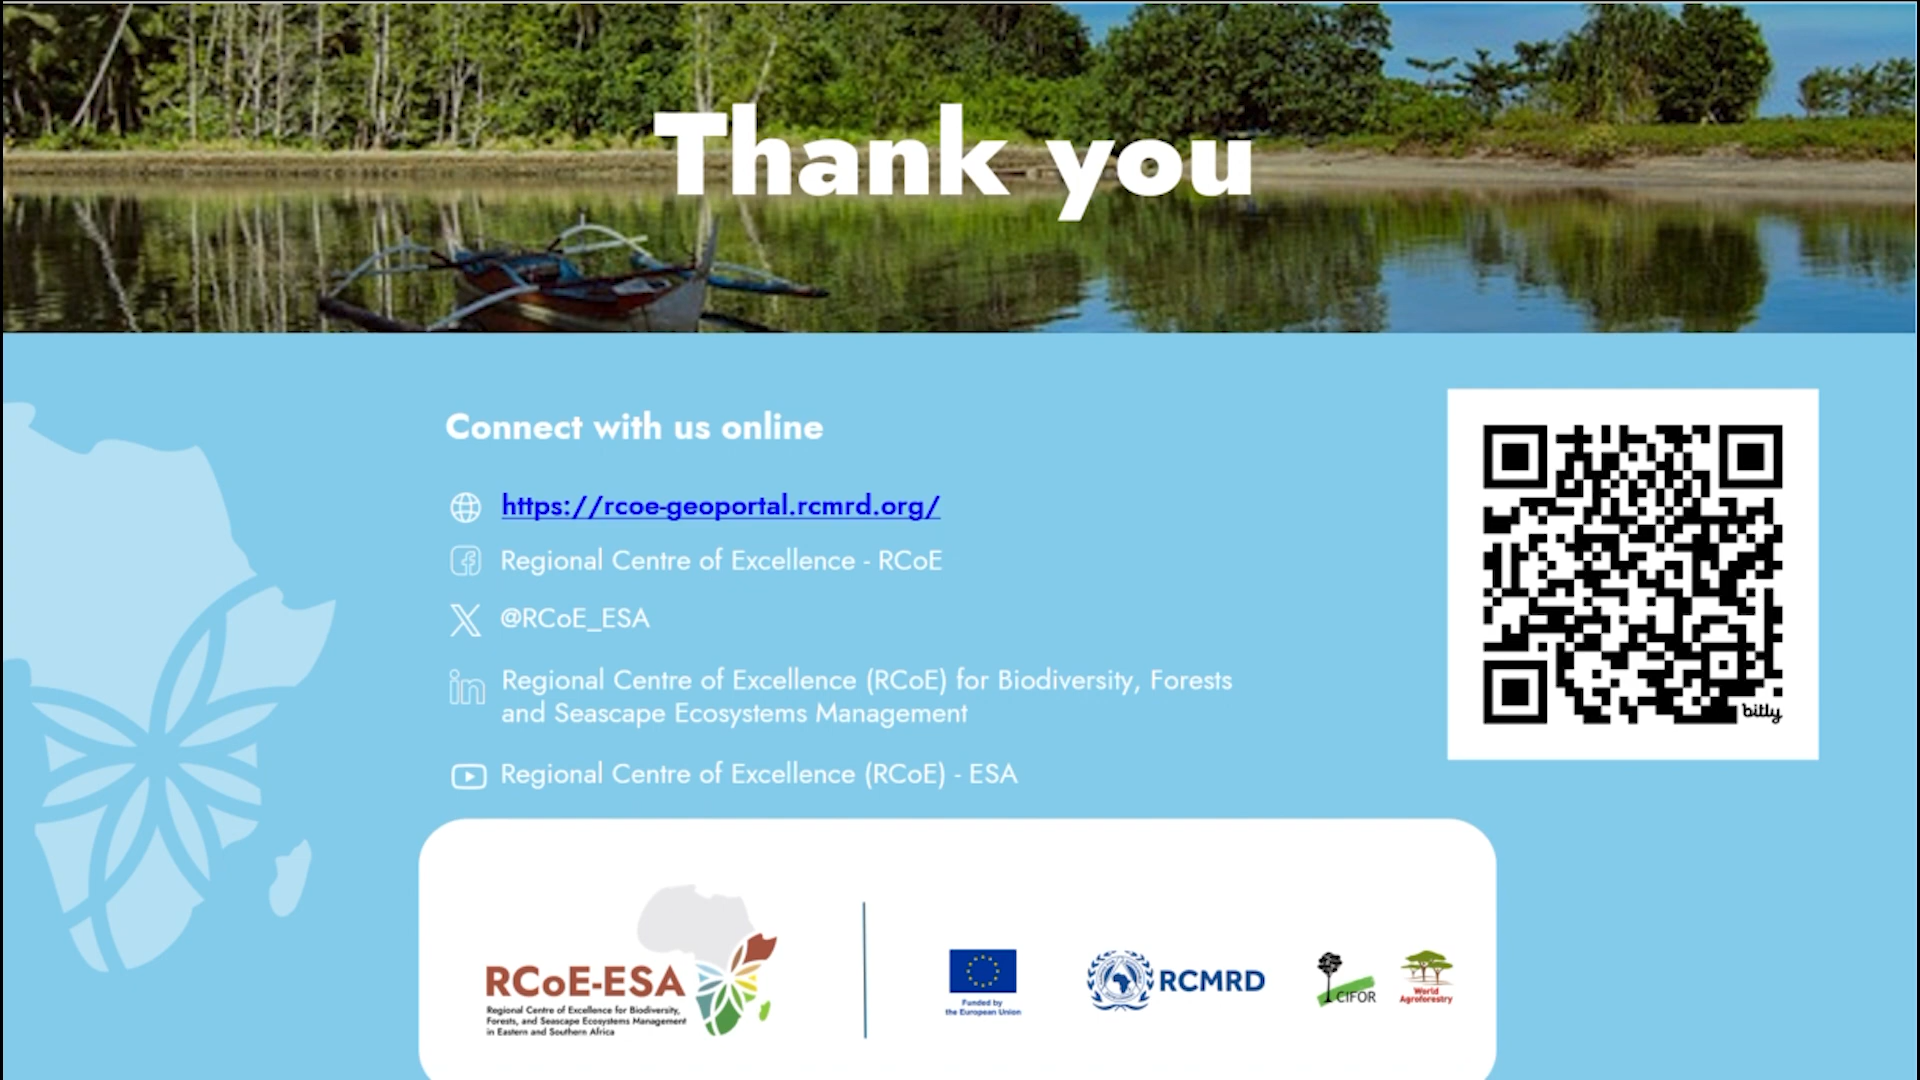 Thank you
Connect with us online
https://rcoe-geoportal.rcmrd.org/
Regional Centre of Excellence - RCoE
@RCoE_ESA
Regional Centre of Excellence (RCoE) for Biodiversity, Forests
and Seascape Ecosystems Management
Regional Centre of Excellence (RCoE) - ESA
bitly
RCoE-ESA
Regional Centre of Excellence for Biodiversity,
Forests, and Seascape Ecosystems Management
in Eastern and Southern Africa
Funded by
the European Union
RCMRD
CIFOR
World
Agroforestry